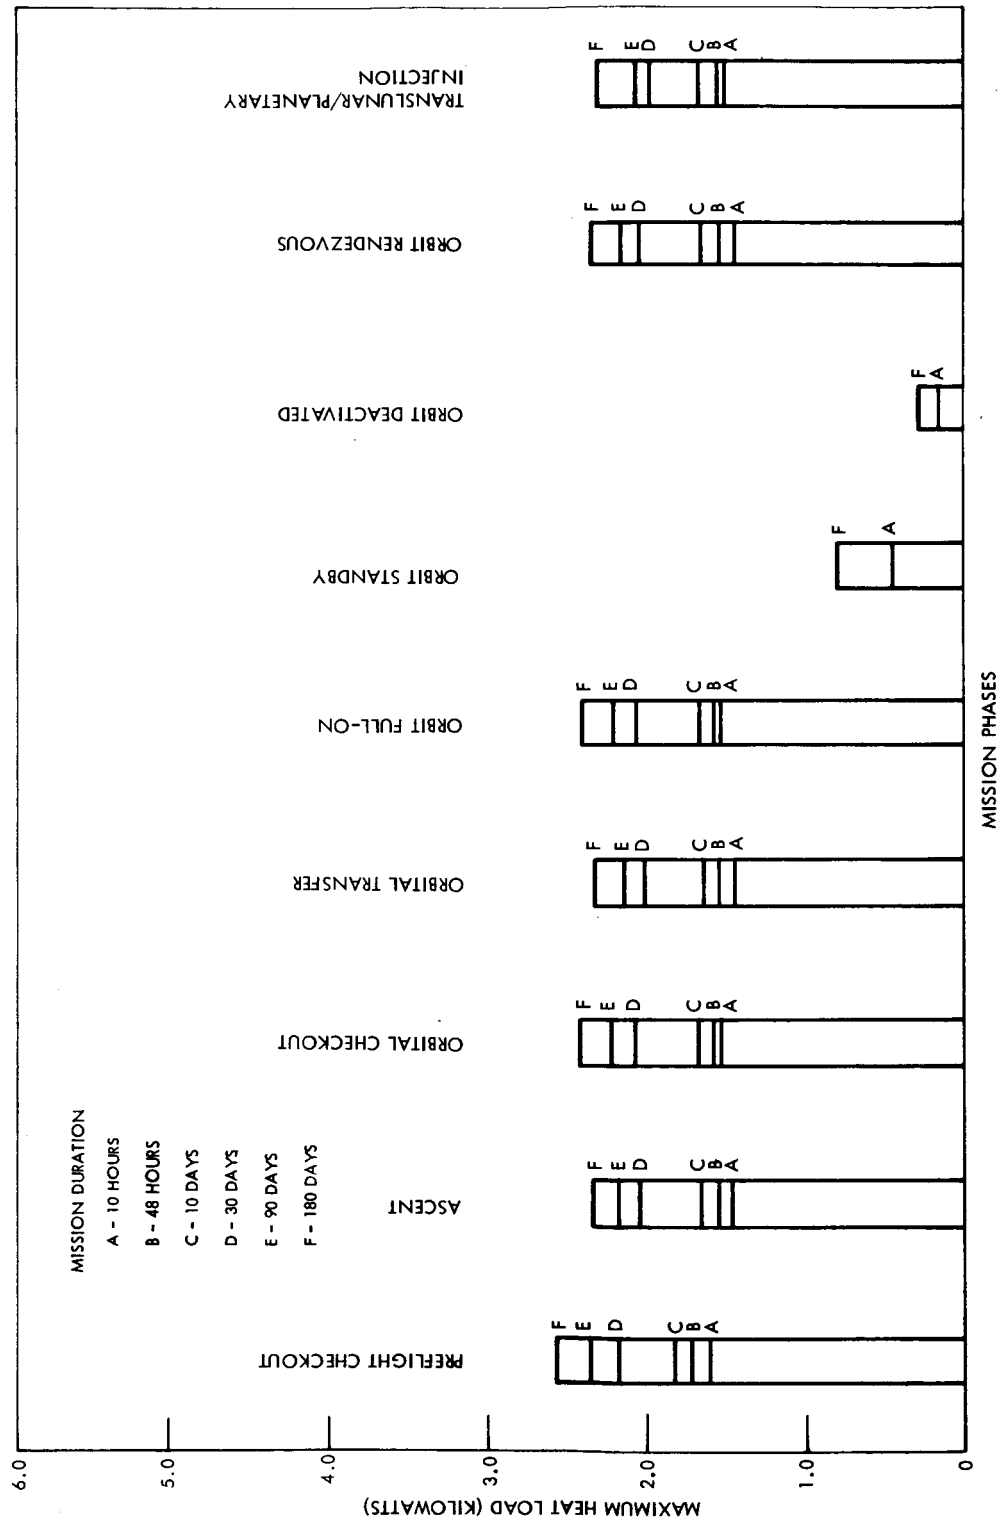 MAXIMUM HEAT LOAD (KILOWATTS)
6.0
5.0
4.0
3.0
2.0
1.0
0
MISSION DURATION
A - 10 HOURS
B - 48 HOURS
C - 10 DAYS
D - 30 DAYS
E - 90 DAYS
F - 180 DAYS
PREFLIGHT CHECKOUT
F
E
D
C
B
A
ASCENT
F
E
D
C
B
A
ORBITAL CHECKOUT
F
E
D
C
B
A
ORBITAL TRANSFER
F
E
D
C
B
A
ORBIT FULL-ON
F
E
D
C
B
A
ORBIT STANDBY
F
A
ORBIT DEACTIVATED
F
A
ORBIT RENDEZVOUS
F
E
D
C
B
A
TRANSLUNAR/PLANETARY
INJECTION
F
E
D
C
B
A
MISSION PHASES